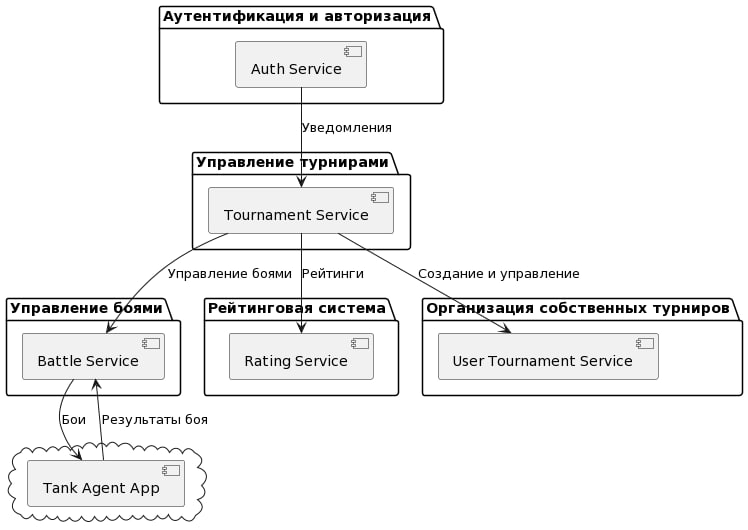 Аутентификация и авторизация
Auth Service
Уведомления
Управление турнирами
Tournament Service
Управление боями
Рейтинги
Создание и управление
Управление боями
Рейтинговая система
Организация собственных турниров
Battle Service
Rating Service
User Tournament Service
Бои
Результаты боя
Tank Agent App